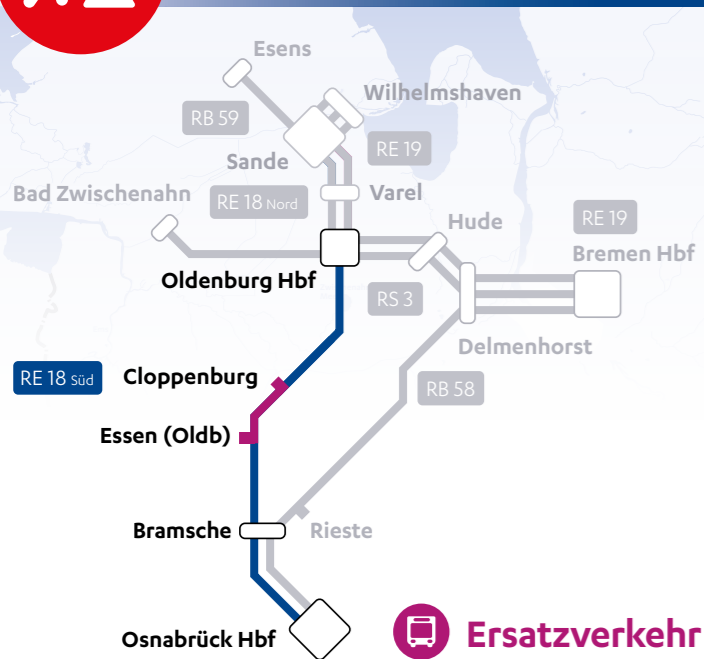 Esens
Wilhelmshaven
RB 59
RE 19
Sande
Bad Zwischenahn
RE 18 Nord
Varel
Hude
RE 19
Bremen Hbf
Oldenburg Hbf
RS 3
Delmenhorst
RE 18 Süd
Cloppenburg
RB 58
Essen (Oldb)
Bramsche
Rieste
Osnabrück Hbf
Ersatzverkehr